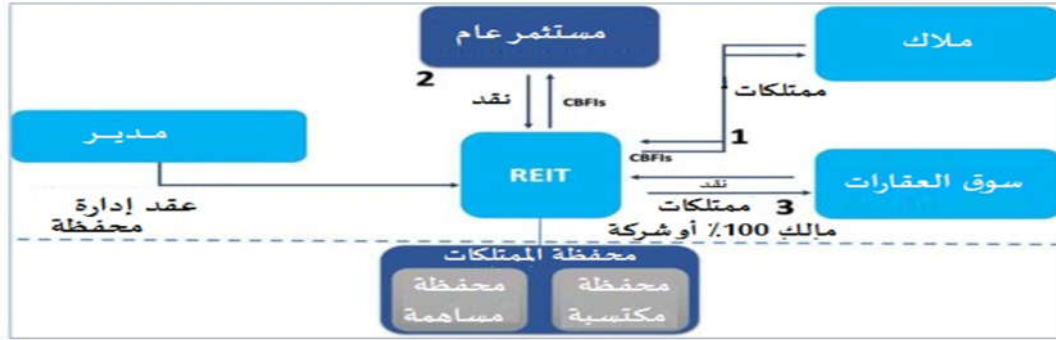 مستثمر عام
ملاك
2
نقد
CBFIs
ممتلكات
1
مديـر
REIT
CBFIs
سوق العقارات
نقد
ممتلكات
3
عقد إدارة
محفظة
مالك 100٪ أو شركة
محفظة الممتلكات
محفظة
مكتسبة
محفظة
مساهمة